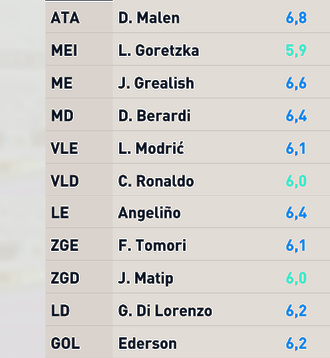 ATA D. Malen 6,8
MEI L. Goretzka 5,9
ME J. Grealish 6,6
MD D. Berardi 6,4
VLE L. Modrić 6,1
VLD C. Ronaldo 6,0
LE Angeliño 6,4
ZGE F. Tomori 6,1
ZGD J. Matip 6,0
LD G. Di Lorenzo 6,2
GOL Ederson 6,2